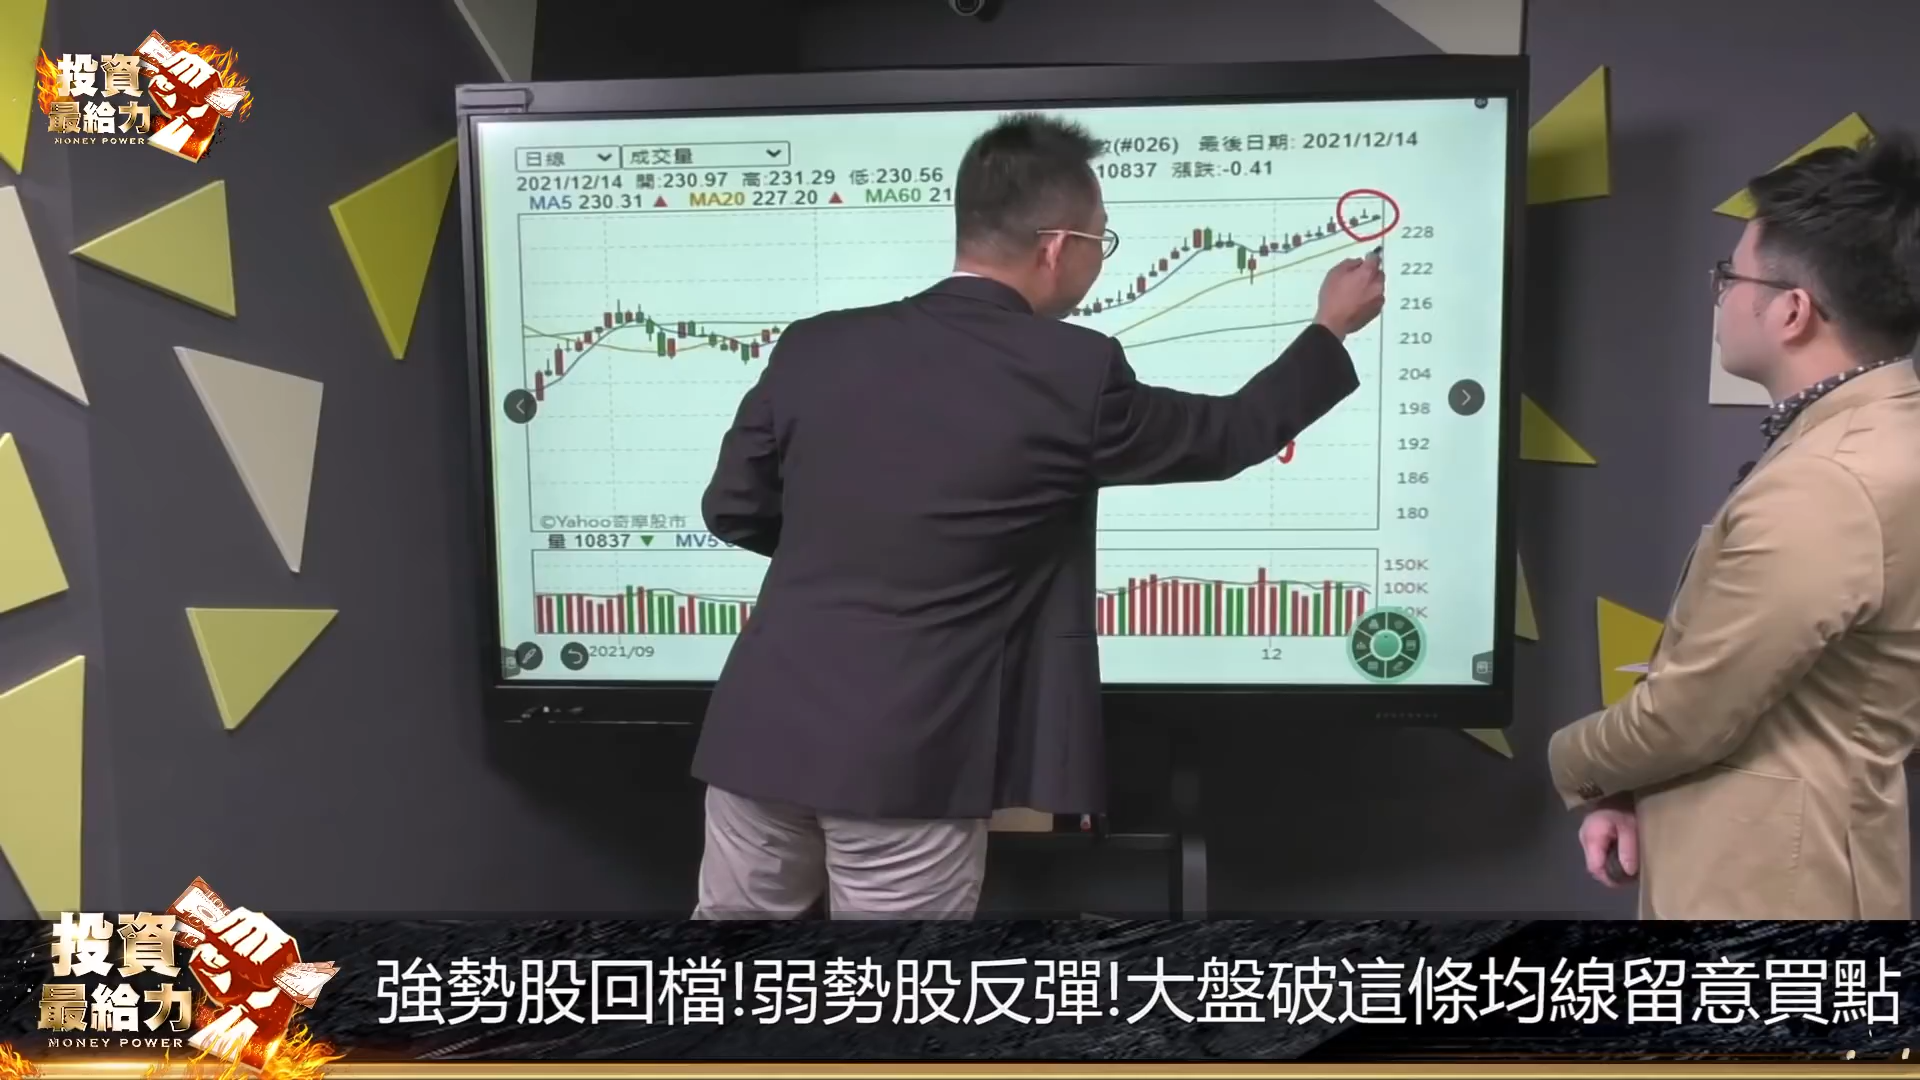 投資
最給力
MONEY POWER
日線 成交量
(#026) 最後日期: 2021/12/14
2021/12/14 開:230.97 高:231.29 低:230.56
10837 漲跌:-0.41
MA5 230.31 ▲ MA20 227.20 ▲ MA60 21
228
222
216
210
204
198
192
186
180
©Yahoo奇摩股市
量 10837 ▼ MV5
150K
100K
2021/09
12
投資
最給力
MONEY POWER
強勢股回檔!弱勢股反彈!大盤破這條均線留意買點